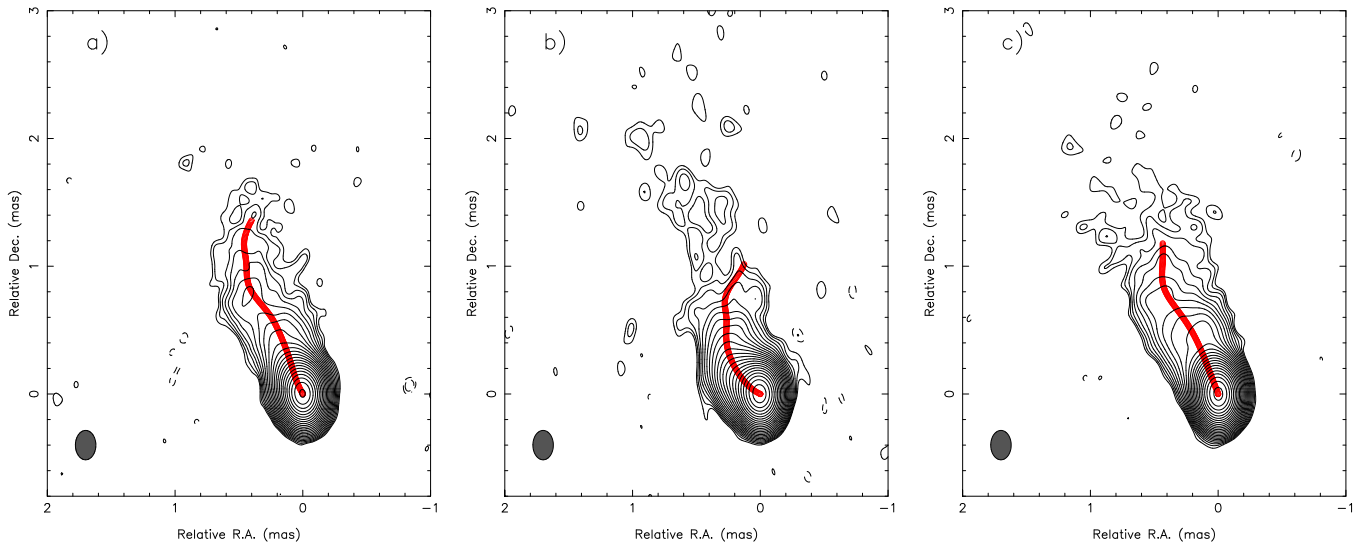 a)
b)
c)
3
2
1
0
Relative Dec. (mas)
2
1
0
−1
Relative R.A. (mas)
3
2
1
0
Relative Dec. (mas)
2
1
0
−1
Relative R.A. (mas)
3
2
1
0
Relative Dec. (mas)
2
1
0
−1
Relative R.A. (mas)